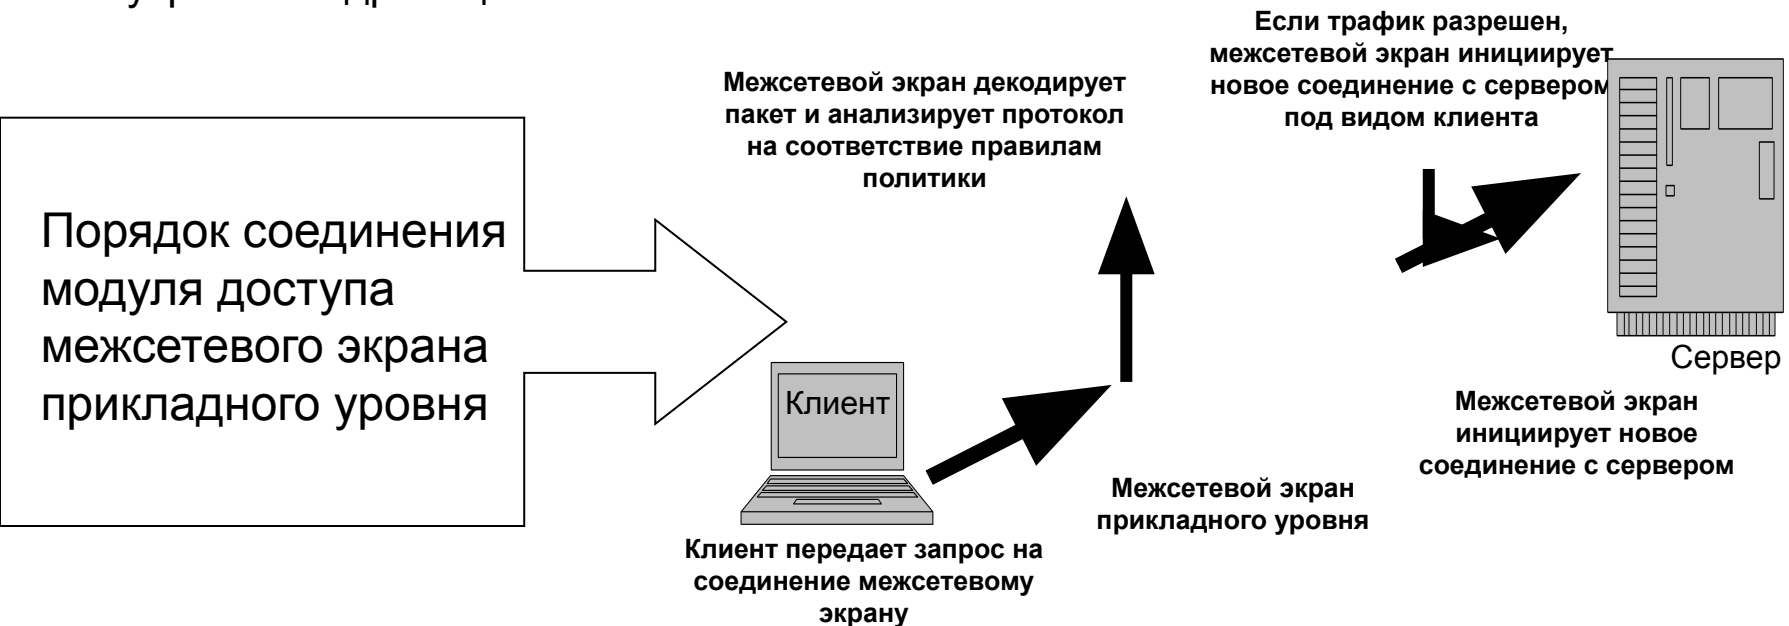 Если трафик разрешен,
межсетевой экран инициирует
новое соединение с сервером
под видом клиента
Межсетевой экран декодирует
пакет и анализирует протокол
на соответствие правилам
политики
Порядок соединения
модуля доступа
межсетевого экрана
прикладного уровня
Клиент
Сервер
Межсетевой экран
инициирует новое
соединение с сервером
Межсетевой экран
прикладного уровня
Клиент передает запрос на
соединение межсетевому
экрану